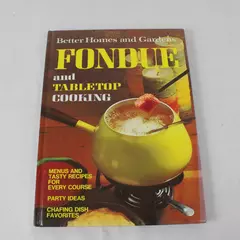 Better Homes and Gardens
FONDUE
and
TABLETOP
COOKING
MENUS AND
TASTY RECIPES
FOR
EVERY COURSE
PARTY IDEAS
CHAFING DISH
FAVORITES